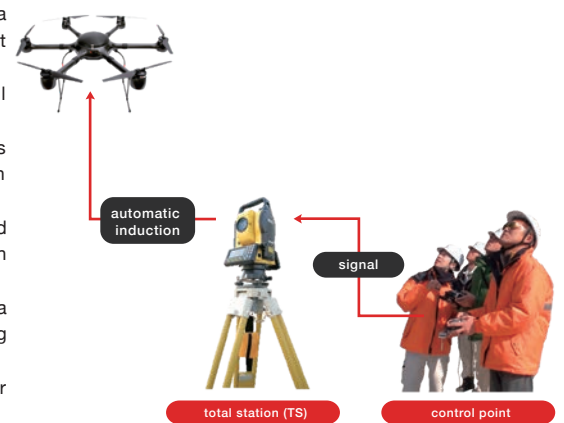 a
t
l
s
n
d
n
a
g
r
automatic
induction
signal
total station (TS)
control point